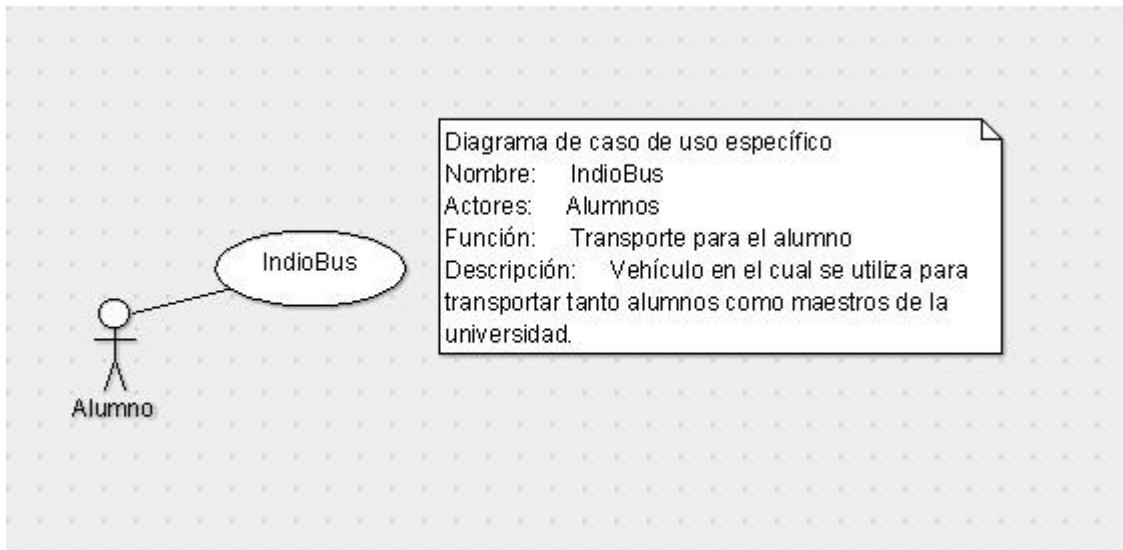 Diagrama de caso de uso específico
Nombre: IndioBus
Actores: Alumnos
Función: Transporte para el alumno
Descripción: Vehículo en el cual se utiliza para
transportar tanto alumnos como maestros de la
universidad.
IndioBus
Alumno